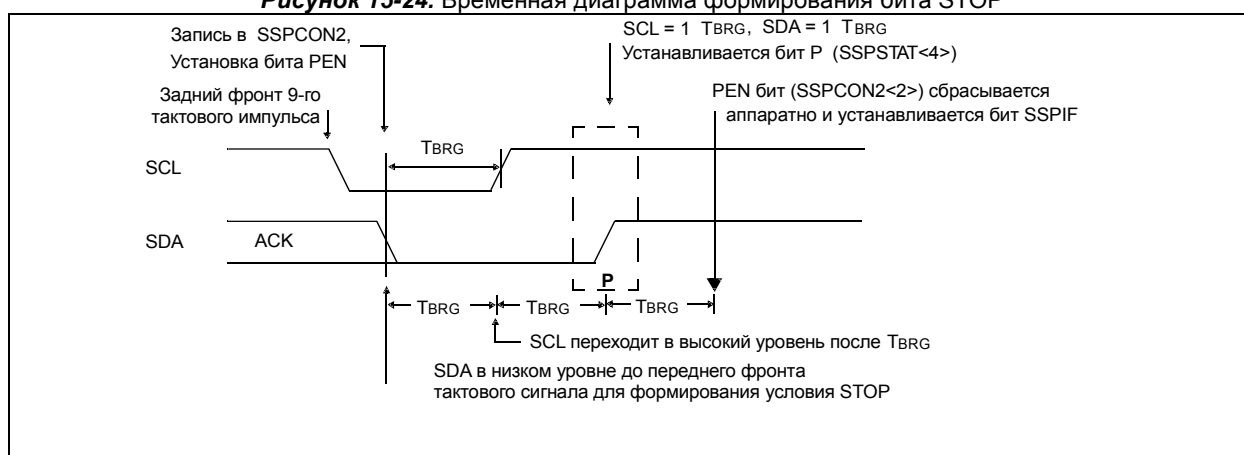 Рисунок 15-24. Временная диаграмма формирования бита STOP
Запись в SSPCON2,
Установка бита PEN
SCL = 1 TBRG, SDA = 1 TBRG
Устанавливается бит P (SSPSTAT<4>)
Задний фронт 9-го
тактового импульса
PEN бит (SSPCON2<2>) сбрасывается
аппаратно и устанавливается бит SSPIF
TBRG
SCL
SDA
ACK
P
TBRG
TBRG
TBRG
SCL переходит в высокий уровень после TBRG
SDA в низком уровне до переднего фронта
тактового сигнала для формирования условия STOP